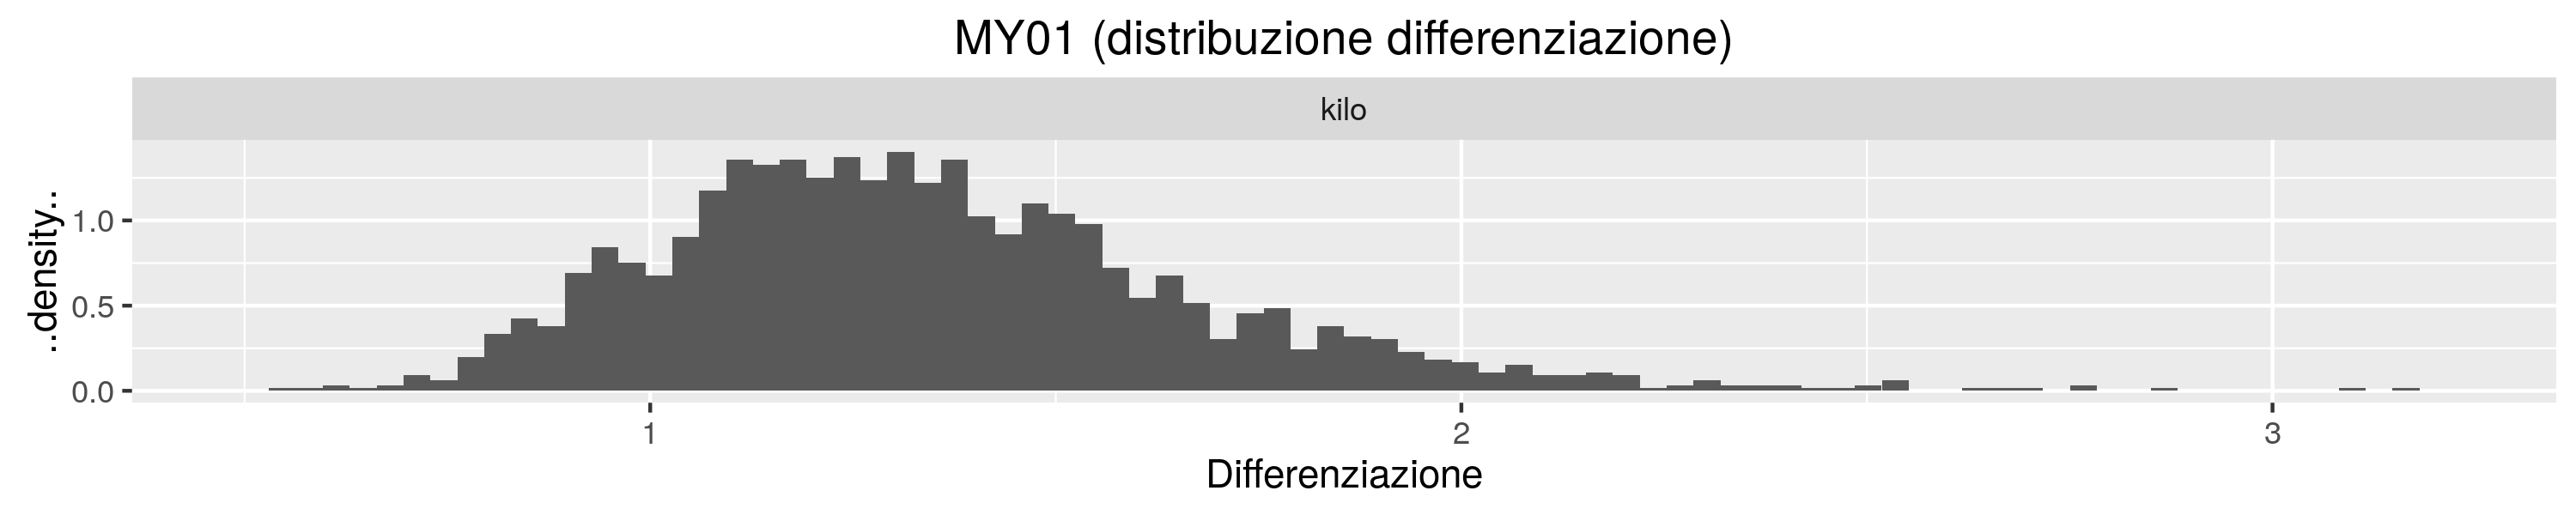 MY01 (distribuzione differenziazione)
kilo
..density..
1.0
0.5
0.0
1 2 3
Differenziazione